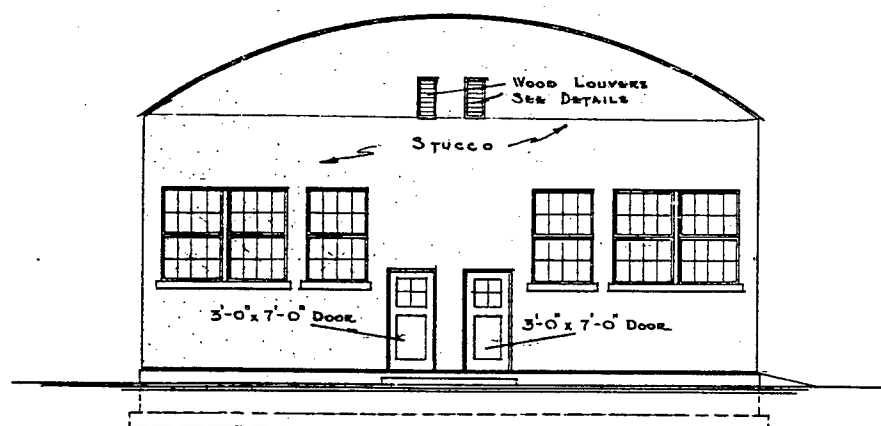 WOOD LOUVERS
SEE DETAILS
STUCCO
3'-0" x 7'-0" DOOR
3'-0" x 7'-0" DOOR